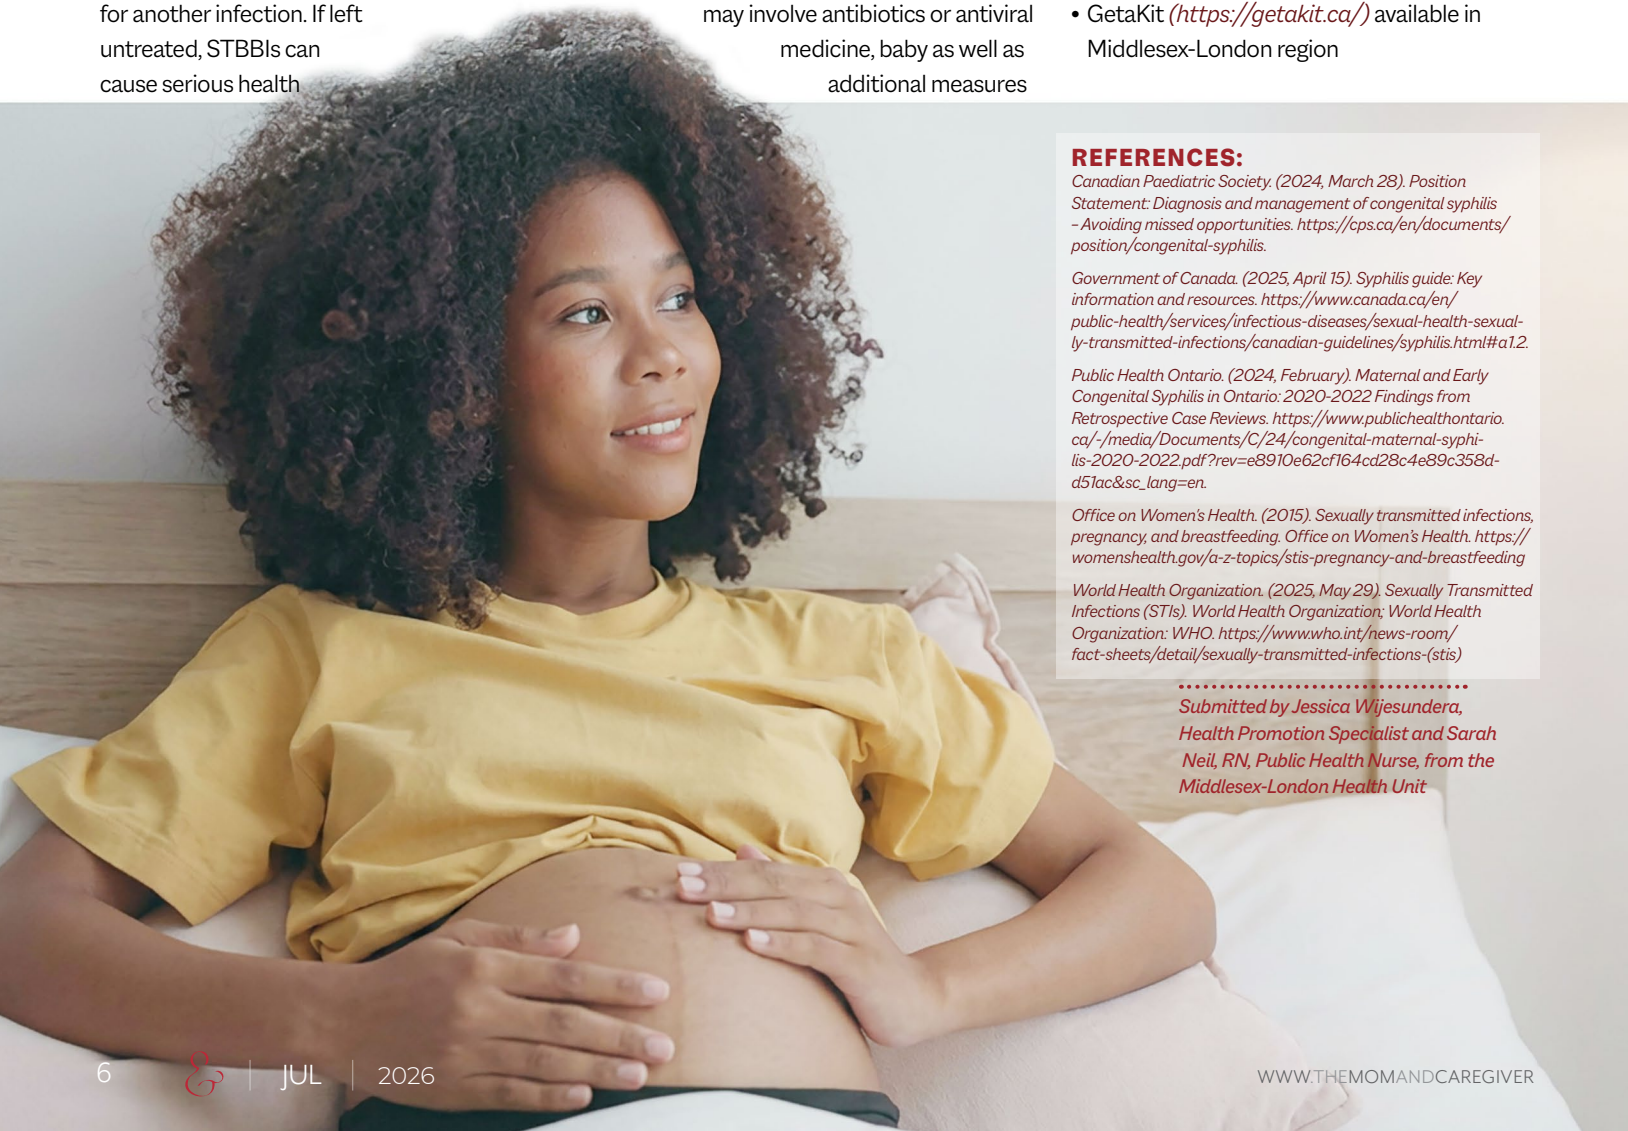 for another infection. If left
untreated, STBBIs can
cause serious health
may involve antibiotics or antiviral
medicine, baby as well as
additional measures
• GetaKit (https://getakit.ca/) available in
Middlesex-London region
REFERENCES:
Canadian Paediatric Society. (2024, March 28). Position
Statement: Diagnosis and management of congenital syphilis
– Avoiding missed opportunities. https://cps.ca/en/documents/
position/congenital-syphilis.
Government of Canada. (2025, April 15). Syphilis guide: Key
information and resources. https://www.canada.ca/en/
public-health/services/infectious-diseases/sexual-health-sexual-
ly-transmitted-infections/canadian-guidelines/syphilis.html#a1.2.
Public Health Ontario. (2024, February). Maternal and Early
Congenital Syphilis in Ontario: 2020-2022 Findings from
Retrospective Case Reviews. https://www.publichealthontario.
ca/-/media/Documents/C/24/congenital-maternal-syphi-
lis-2020-2022.pdf?rev=e8910e62cf164cd28c4e89c358d-
d51ac&sc_lang=en.
Office on Women's Health. (2015). Sexually transmitted infections,
pregnancy, and breastfeeding. Office on Women's Health. https://
womenshealth.gov/a-z-topics/stis-pregnancy-and-breastfeeding
World Health Organization. (2025, May 29). Sexually Transmitted
Infections (STIs). World Health Organization; World Health
Organization: WHO. https://www.who.int/news-room/
fact-sheets/detail/sexually-transmitted-infections-(stis)
Submitted by Jessica Wijesundera,
Health Promotion Specialist and Sarah
Neil, RN, Public Health Nurse, from the
Middlesex-London Health Unit
6 & | JUL | 2026
WWW.THEMOMANDCAREGIVER